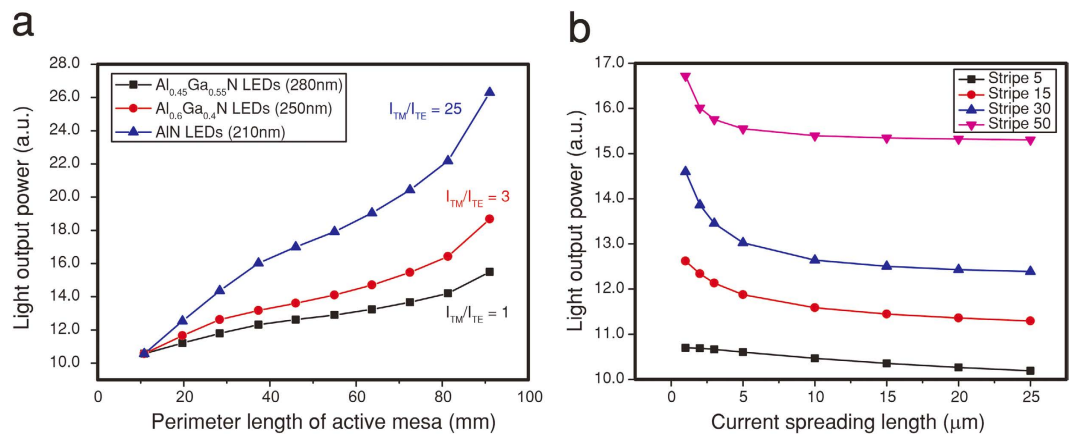 a
28.0
26.0
24.0
22.0
20.0
18.0
16.0
14.0
12.0
10.0
Light output power (a.u.)
Al0.45Ga0.55N LEDs (280nm)
Al0.6Ga0.4N LEDs (250nm)
AlN LEDs (210nm)
ITM/ITE = 25
ITM/ITE = 3
ITM/ITE = 1
0 20 40 60 80 100
Perimeter length of active mesa (mm)
b
17.0
16.0
15.0
14.0
13.0
12.0
11.0
10.0
Light output power (a.u.)
Stripe 5
Stripe 15
Stripe 30
Stripe 50
0 5 10 15 20 25
Current spreading length (μm)